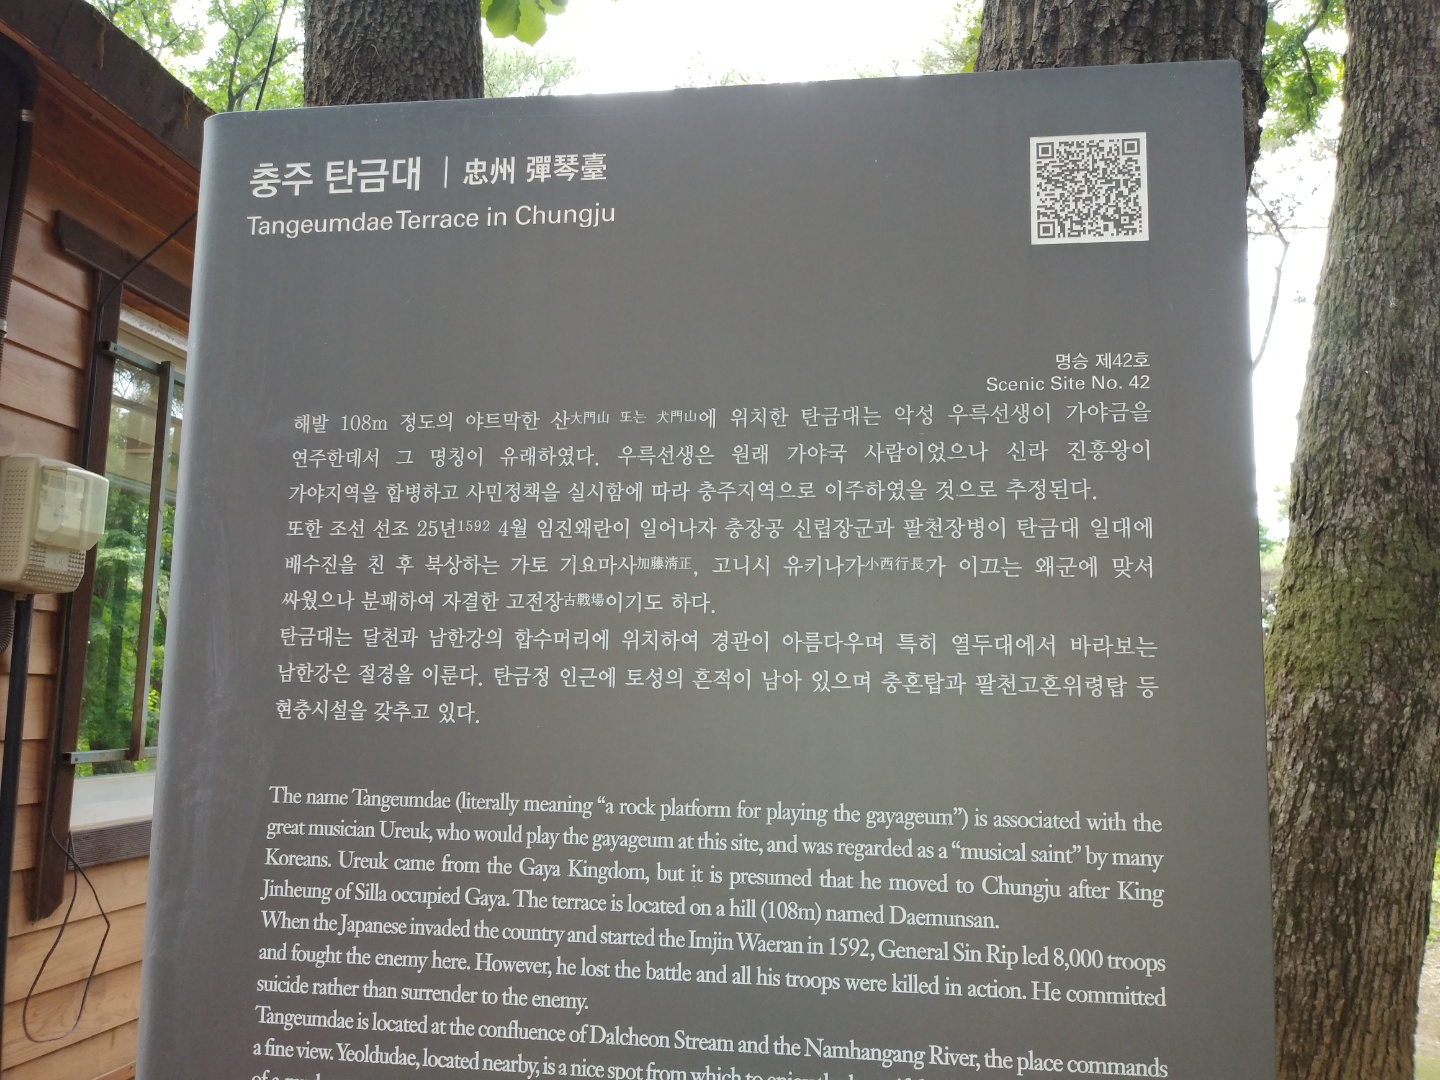 충주 탄금대 | 忠州 彈琴臺
Tangeumdae Terrace in Chungju
명승 제42호
Scenic Site No. 42
해발 108m 정도의 야트막한 산大門山 또는 犬門山에 위치한 탄금대는 악성 우륵선생이 가야금을
연주한데서 그 명칭이 유래하였다. 우륵선생은 원래 가야국 사람이었으나 신라 진흥왕이
가야지역을 합병하고 사민정책을 실시함에 따라 충주지역으로 이주하였을 것으로 추정된다.
또한 조선 선조 25년1592 4월 임진왜란이 일어나자 충장공 신립장군과 팔천장병이 탄금대 일대에
배수진을 친 후 북상하는 가토 기요마사加藤淸正, 고니시 유키나가小西行長가 이끄는 왜군에 맞서
싸웠으나 분패하여 자결한 고전장古戰場이기도 하다.
탄금대는 달천과 남한강의 합수머리에 위치하여 경관이 아름다우며 특히 열두대에서 바라보는
남한강은 절경을 이룬다. 탄금정 인근에 토성의 흔적이 남아 있으며 충혼탑과 팔천고혼위령탑 등
현충시설을 갖추고 있다.
The name Tangeumdae (literally meaning “a rock platform for playing the gayageum”) is associated with the
great musician Ureuk, who would play the gayageum at this site, and was regarded as a “musical saint” by many
Koreans. Ureuk came from the Gaya Kingdom, but it is presumed that he moved to Chungju after King
Jinheung of Silla occupied Gaya. The terrace is located on a hill (108m) named Daemunsan.
When the Japanese invaded the country and started the Imjin Waeran in 1592, General Sin Rip led 8,000 troops
and fought the enemy here. However, he lost the battle and all his troops were killed in action. He committed
suicide rather than surrender to the enemy.
Tangeumdae is located at the confluence of Dalcheon Stream and the Namhangang River, the place commands
a fine view. Yeoldudae, located nearby, is a nice spot from which to enjoy the